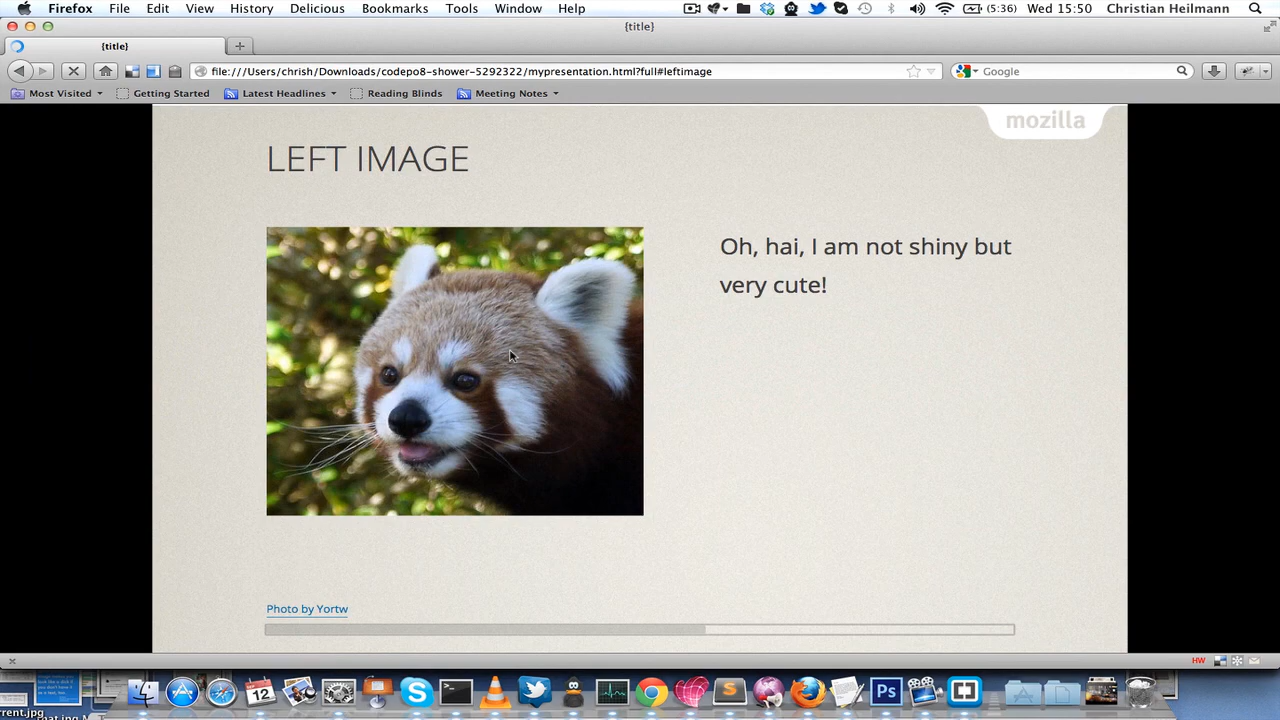 Firefox File Edit View History Delicious Bookmarks Tools Window Help (5:36) Wed 15:50 Christian Heilmann
{title}
{title}
file:///Users/chrish/Downloads/codepo8-shower-5292322/mypresentation.html?full#leftimage Google
Most Visited Getting Started Latest Headlines Reading Blinds Meeting Notes
mozilla
LEFT IMAGE
Oh, hai, I am not shiny but
very cute!
Photo by Yortw
HW
12
rrent.jpg